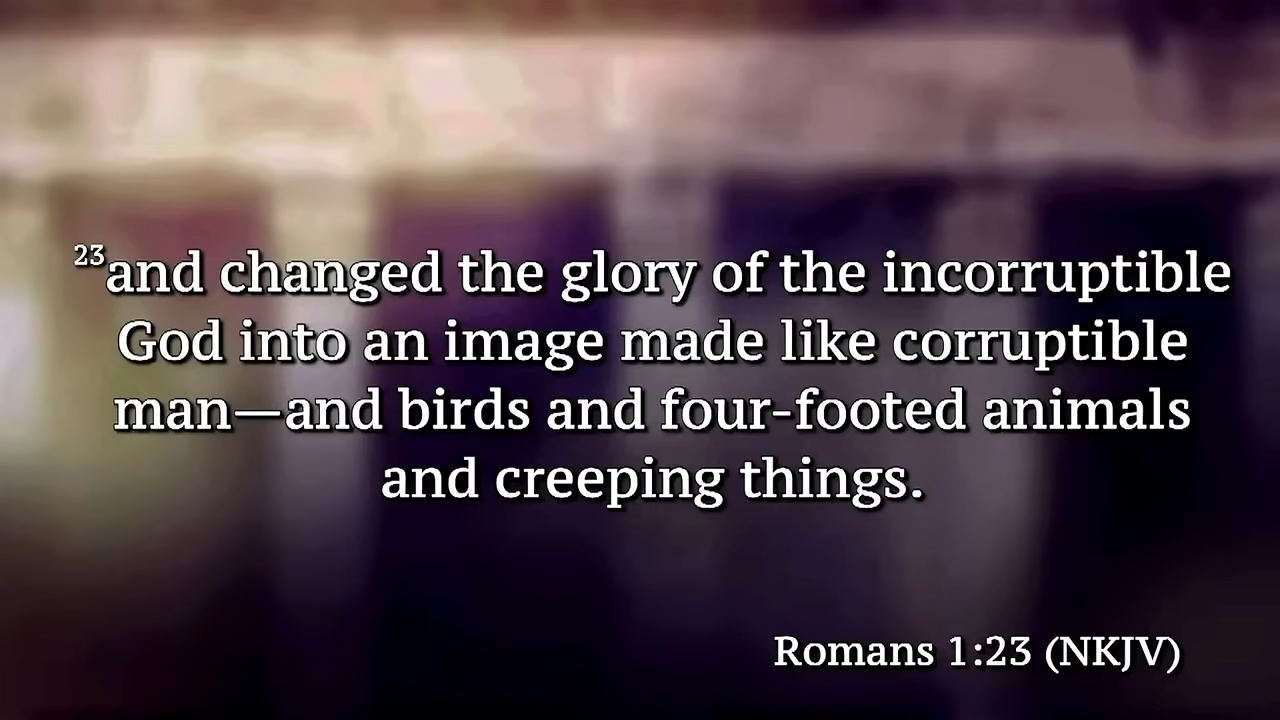 23and changed the glory of the incorruptible
God into an image made like corruptible
man—and birds and four-footed animals
and creeping things.
Romans 1:23 (NKJV)